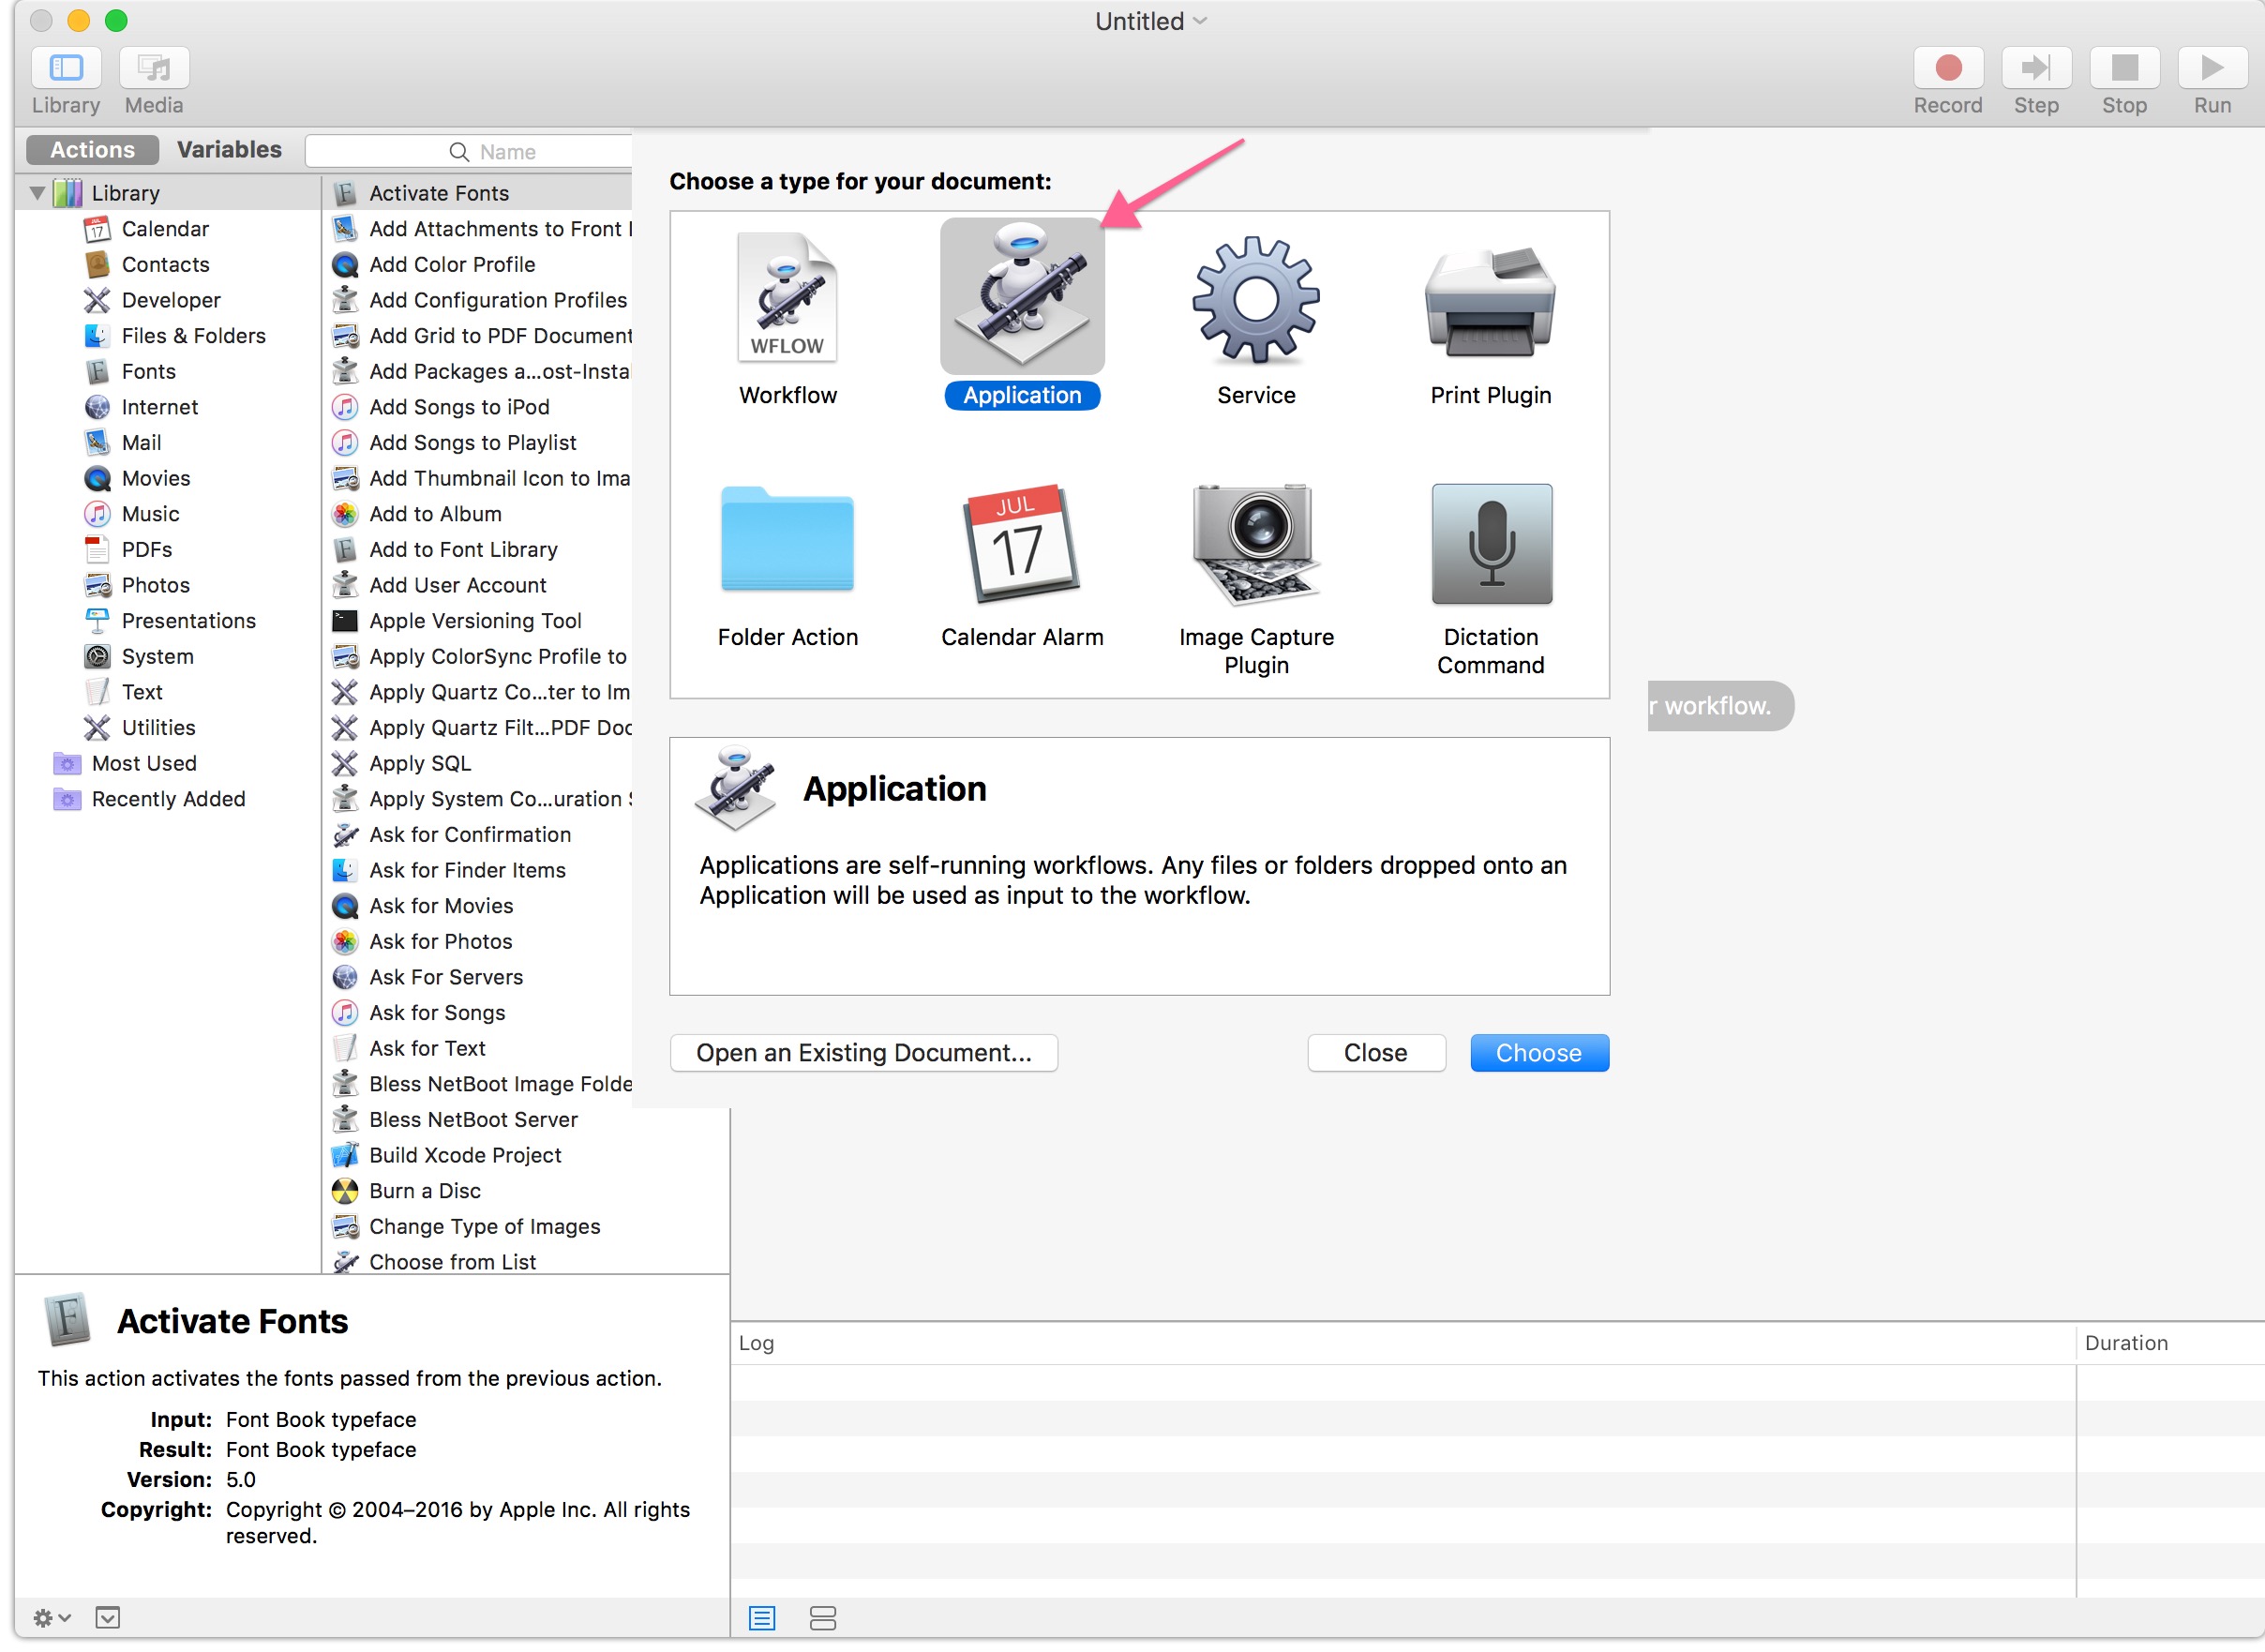 Untitled
Library
Media
Record
Step
Stop
Run
Actions
Variables
Name
Library
Calendar
Contacts
Developer
Files & Folders
Fonts
Internet
Mail
Movies
Music
PDFs
Photos
Presentations
System
Text
Utilities
Most Used
Recently Added
Activate Fonts
Add Attachments to Front
Add Color Profile
Add Configuration Profiles
Add Grid to PDF Document
Add Packages a...ost-Instal
Add Songs to iPod
Add Songs to Playlist
Add Thumbnail Icon to Ima
Add to Album
Add to Font Library
Add User Account
Apple Versioning Tool
Apply ColorSync Profile to
Apply Quartz Co...ter to Im
Apply Quartz Filt...PDF Doc
Apply SQL
Apply System Co...uration S
Ask for Confirmation
Ask for Finder Items
Ask for Movies
Ask for Photos
Ask For Servers
Ask for Songs
Ask for Text
Bless NetBoot Image Folde
Bless NetBoot Server
Build Xcode Project
Burn a Disc
Change Type of Images
Choose from List
Choose a type for your document:
WFLOW
Workflow
Application
Service
Print Plugin
Folder Action
JUL
17
Calendar Alarm
Image Capture
Plugin
Dictation
Command
r workflow.
Application
Applications are self-running workflows. Any files or folders dropped onto an
Application will be used as input to the workflow.
Open an Existing Document...
Close
Choose
Activate Fonts
This action activates the fonts passed from the previous action.
Input: Font Book typeface
Result: Font Book typeface
Version: 5.0
Copyright: Copyright © 2004–2016 by Apple Inc. All rights
reserved.
Log
Duration